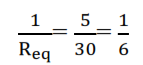 1/R_eq = 5/30 = 1/6